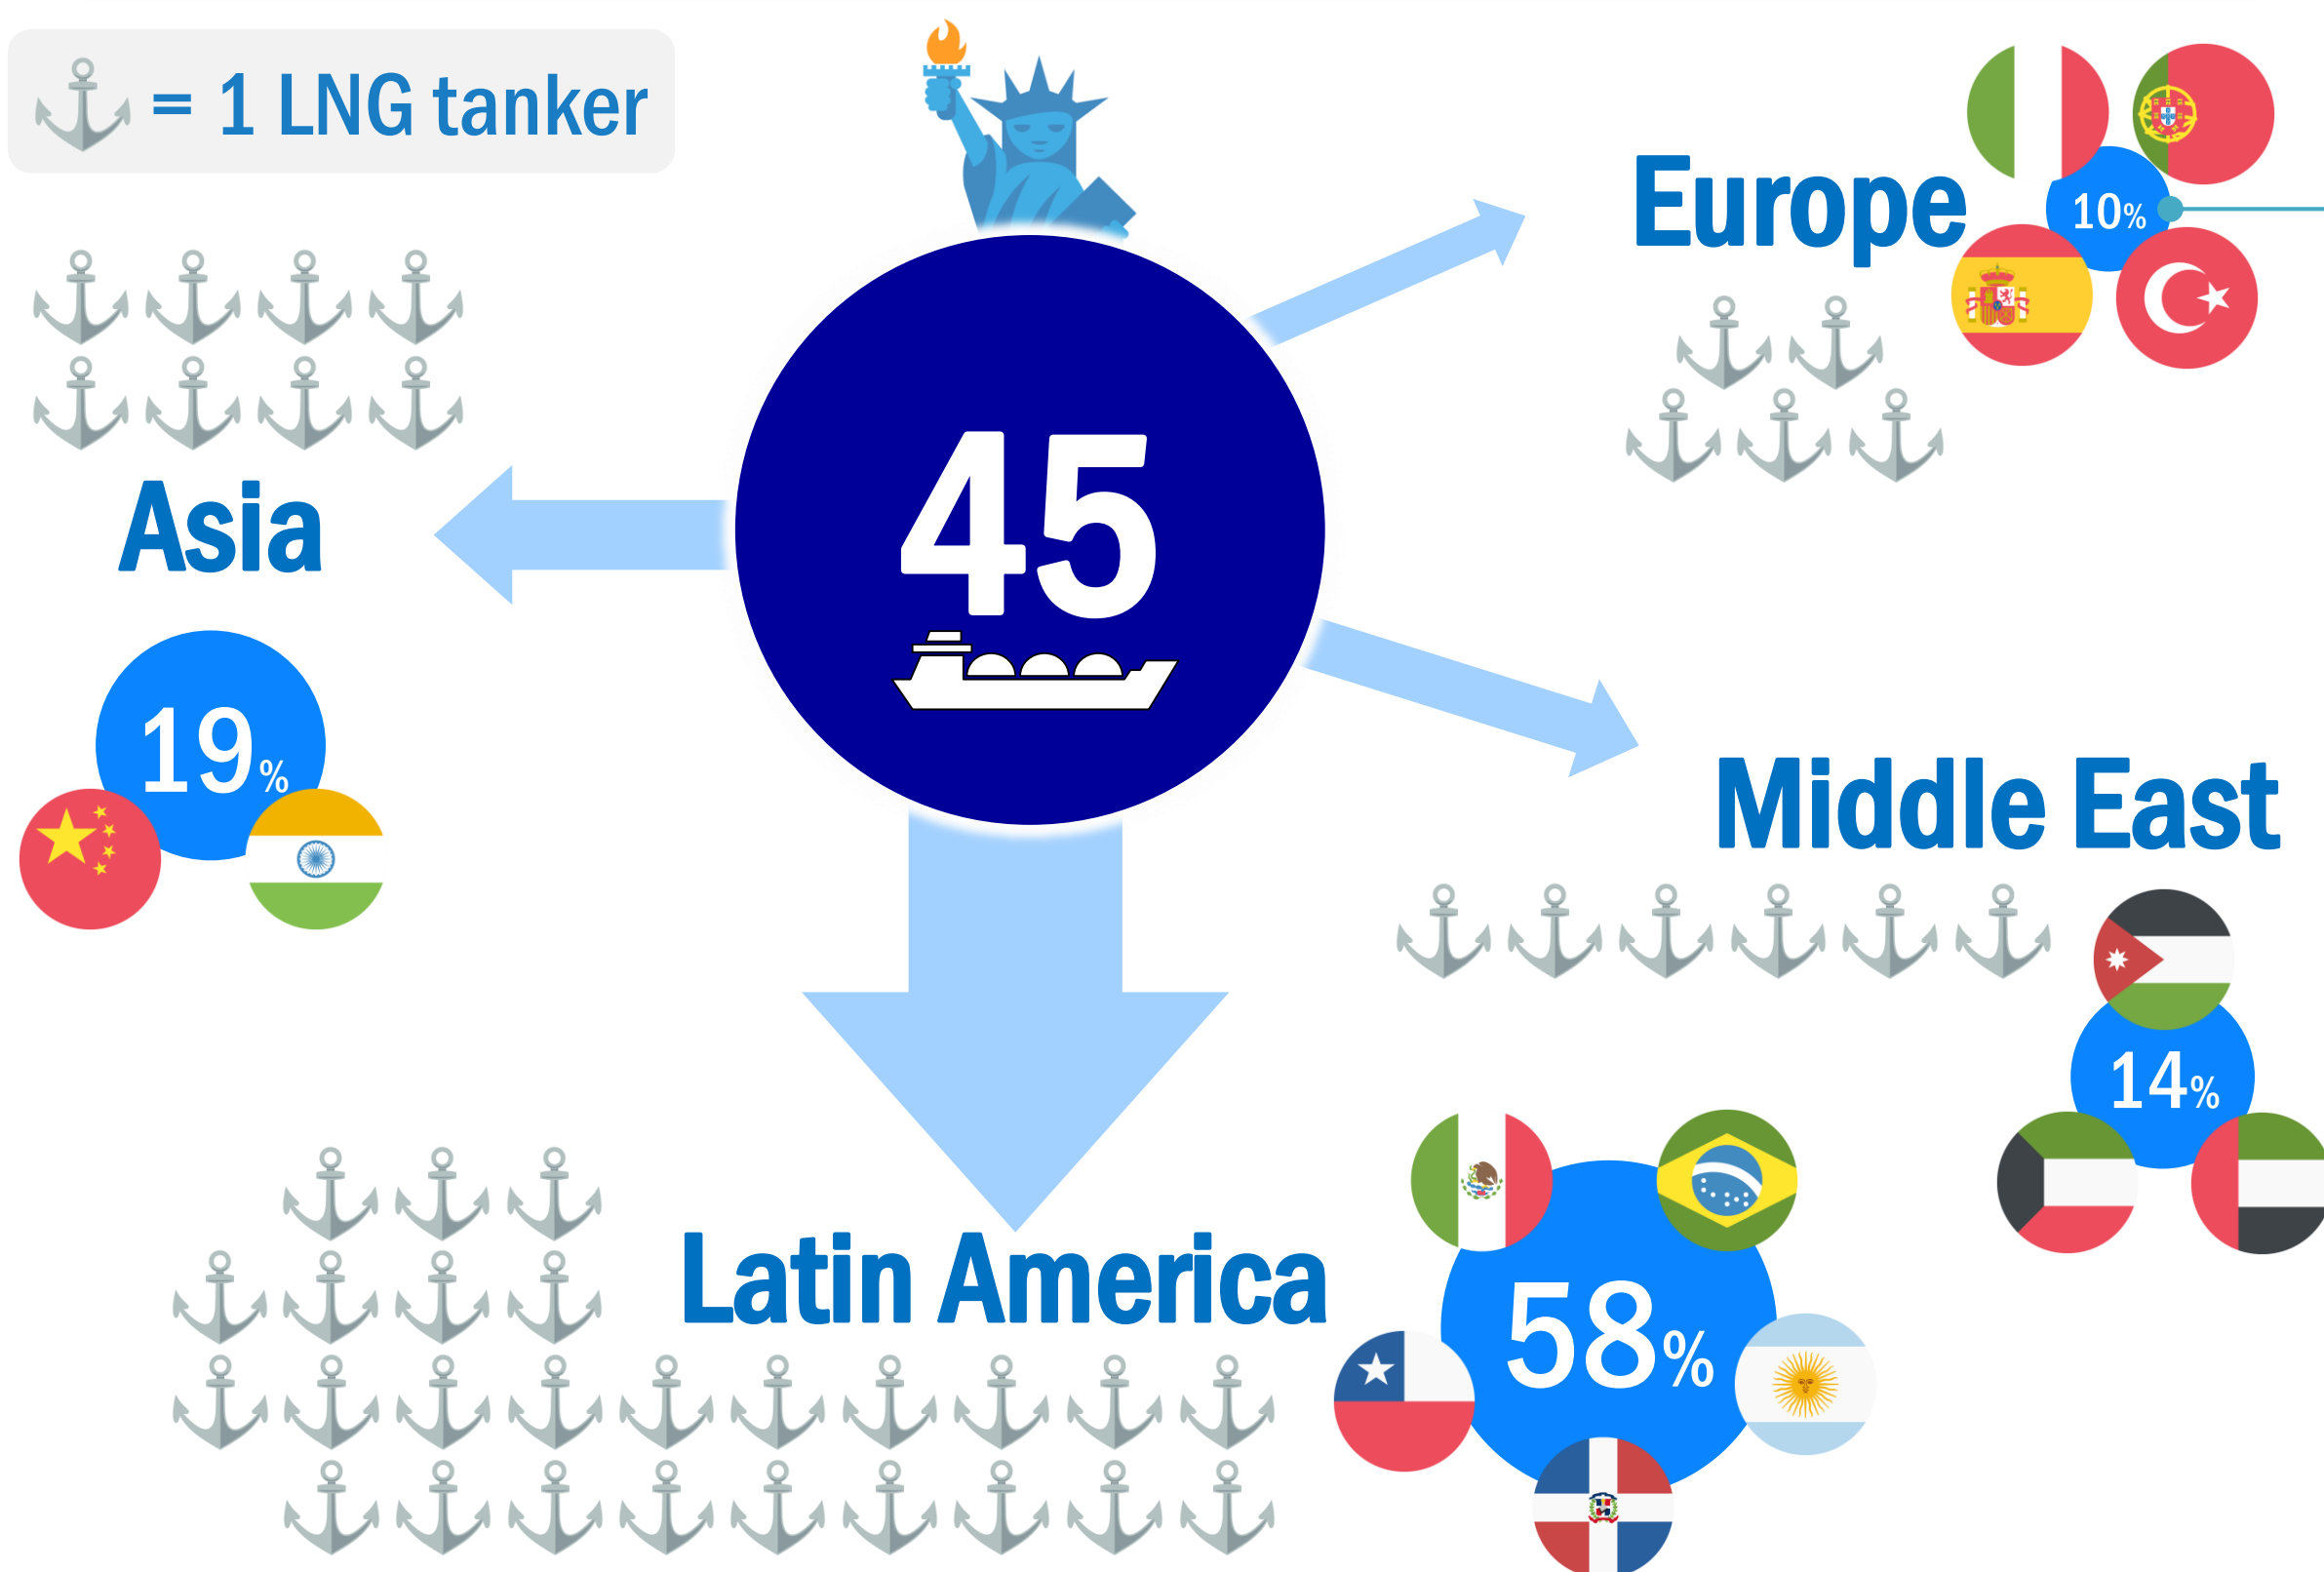 = 1 LNG tanker
Europe
10%
45
Asia
19%
Middle East
14%
Latin America
58%